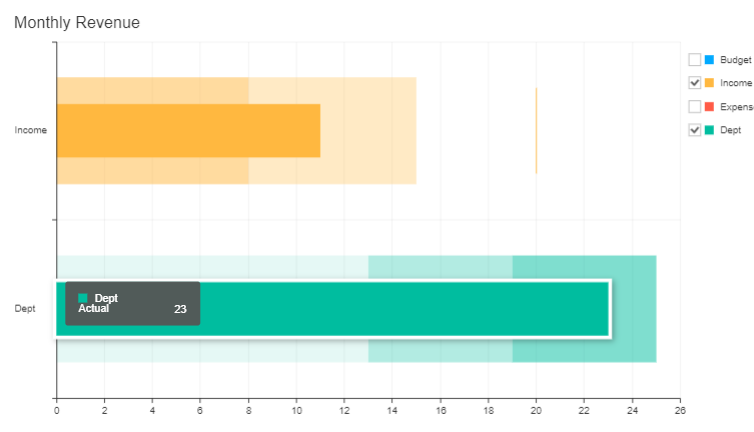 Monthly Revenue
Budget
Income
Expens
Dept
Income
Dept
Dept
Actual 23
0 2 4 6 8 10 12 14 16 18 20 22 24 26